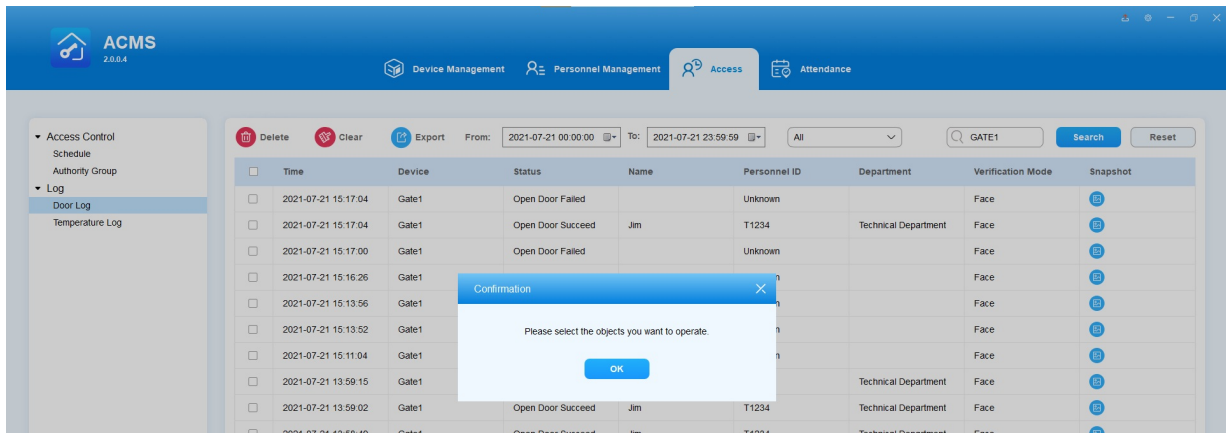 ACMS
2.0.0.4
Device Management Personnel Management Access Attendance
Access Control
Schedule
Authority Group
Log
Door Log
Temperature Log
Delete Clear Export From: 2021-07-21 00:00:00 To: 2021-07-21 23:59:59 All GATE1 Search Reset
Time Device Status Name Personnel ID Department Verification Mode Snapshot
2021-07-21 15:17:04 Gate1 Open Door Failed Unknown Face
2021-07-21 15:17:04 Gate1 Open Door Succeed Jim T1234 Technical Department Face
2021-07-21 15:17:00 Gate1 Open Door Failed Unknown Face
2021-07-21 15:16:26 Gate1 Face
2021-07-21 15:13:56 Gate1 Face
2021-07-21 15:13:52 Gate1 Face
2021-07-21 15:11:04 Gate1 Face
2021-07-21 13:59:15 Gate1 Technical Department Face
2021-07-21 13:59:02 Gate1 Open Door Succeed Jim T1234 Technical Department Face
Confirmation
Please select the objects you want to operate.
OK